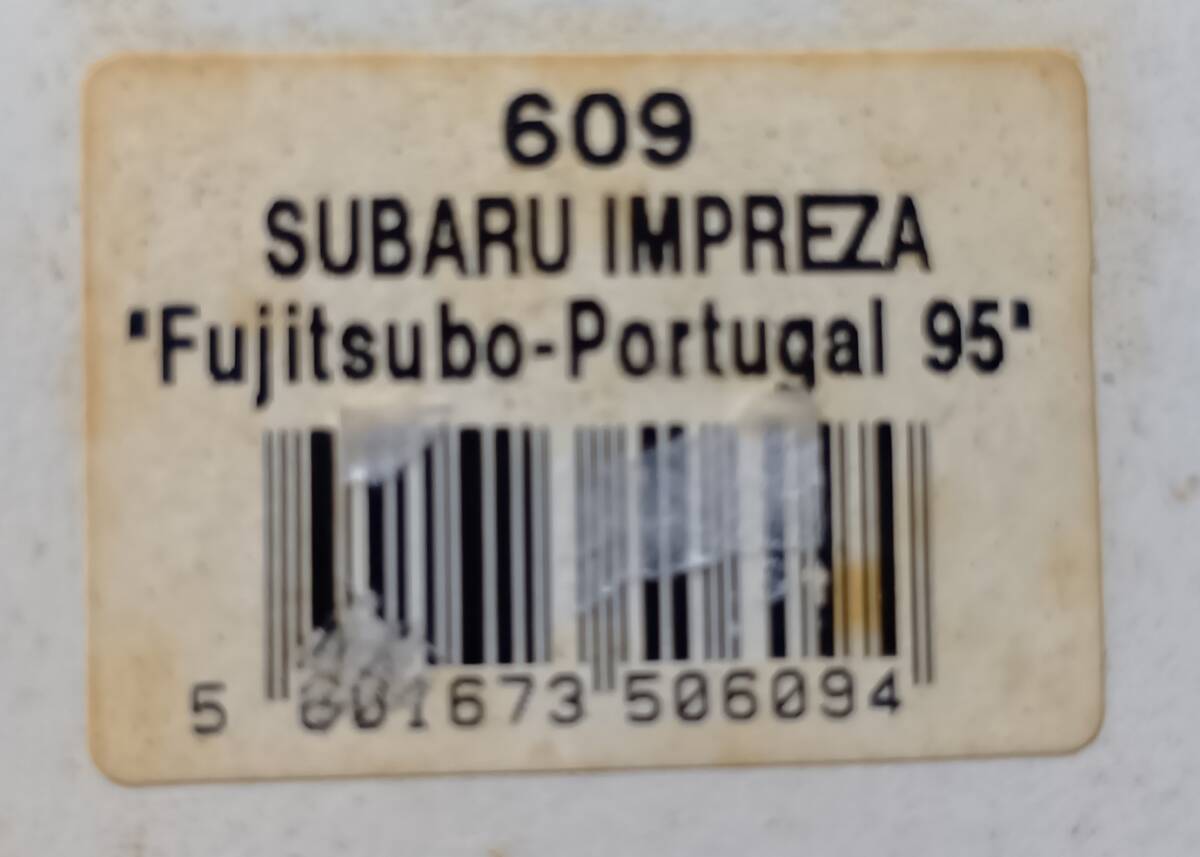 609
SUBARU IMPREZA
"Fujitsubo-Portugal 95"
5 601673 506094